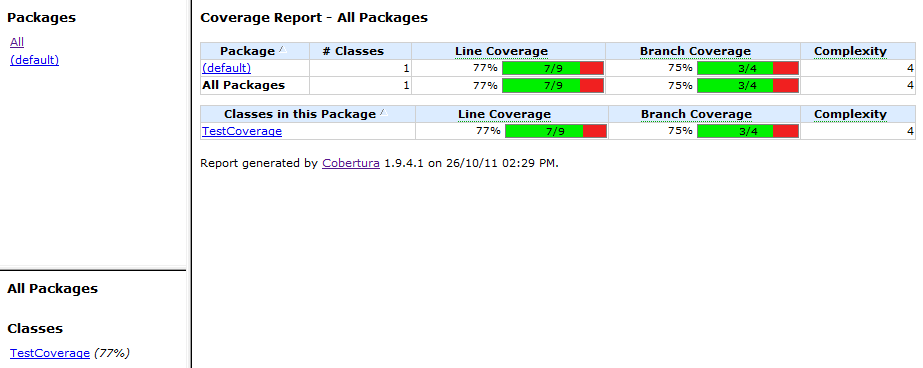 Packages
All
(default)
All Packages
Classes
TestCoverage (77%)
Coverage Report - All Packages
Package # Classes Line Coverage Branch Coverage Complexity
(default) 1 77% 7/9 75% 3/4 4
All Packages 1 77% 7/9 75% 3/4 4
Classes in this Package Line Coverage Branch Coverage Complexity
TestCoverage 77% 7/9 75% 3/4 4
Report generated by Cobertura 1.9.4.1 on 26/10/11 02:29 PM.